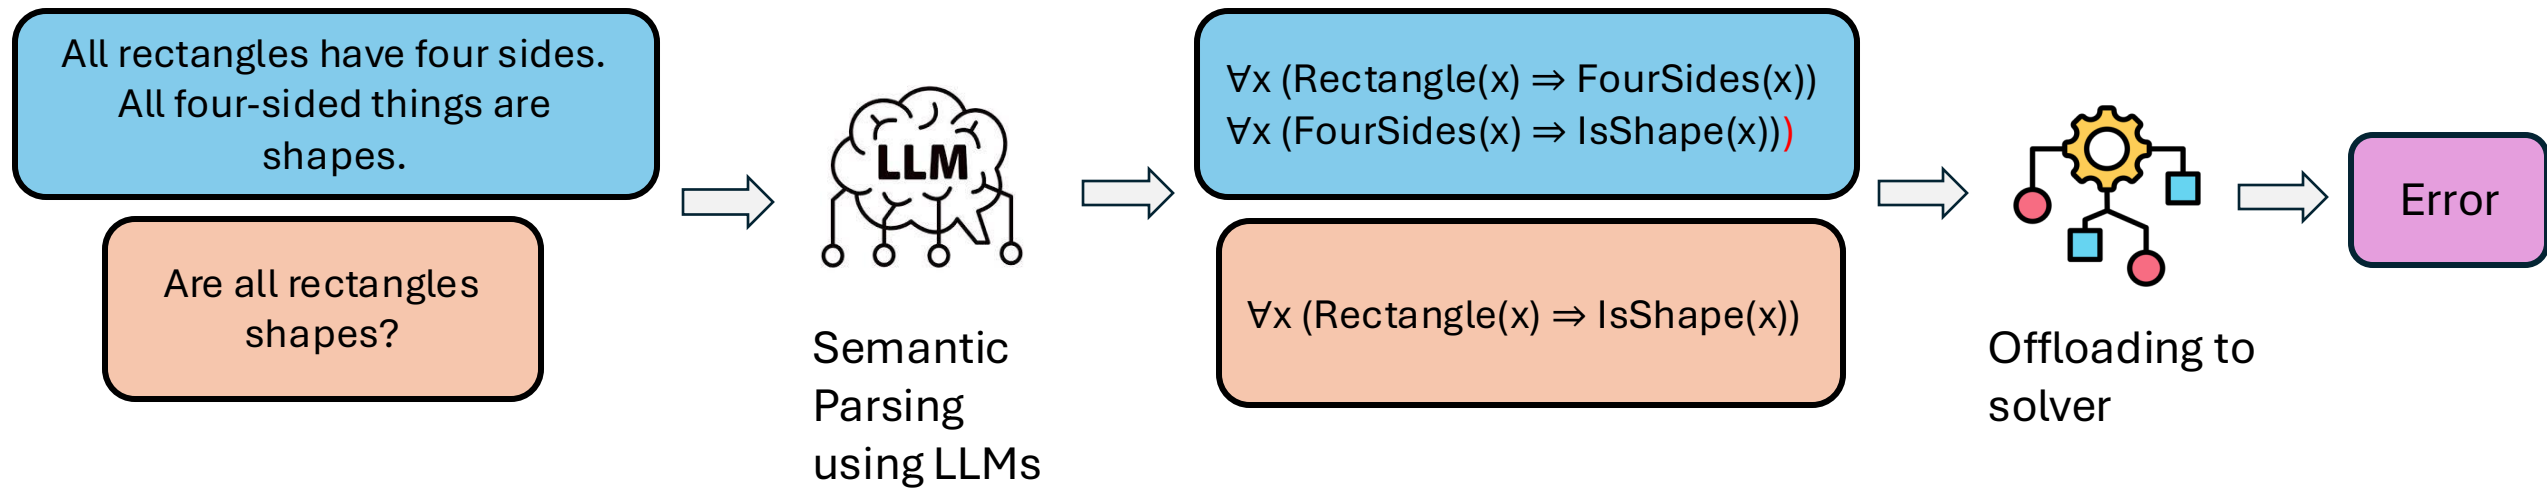 All rectangles have four sides.
All four-sided things are
shapes.
Are all rectangles
shapes?
LLM
Semantic
Parsing
using LLMs
∀x (Rectangle(x) ⇒ FourSides(x))
∀x (FourSides(x) ⇒ IsShape(x)))
∀x (Rectangle(x) ⇒ IsShape(x))
Offloading to
solver
Error